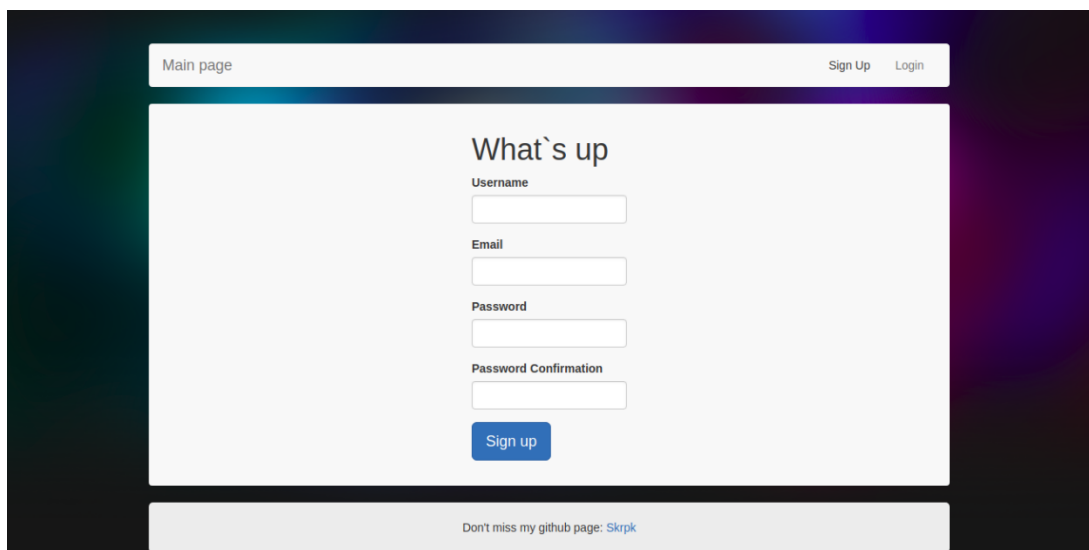 Main page Sign Up Login
What`s up
Username
Email
Password
Password Confirmation
Sign up
Don't miss my github page: Skrpk